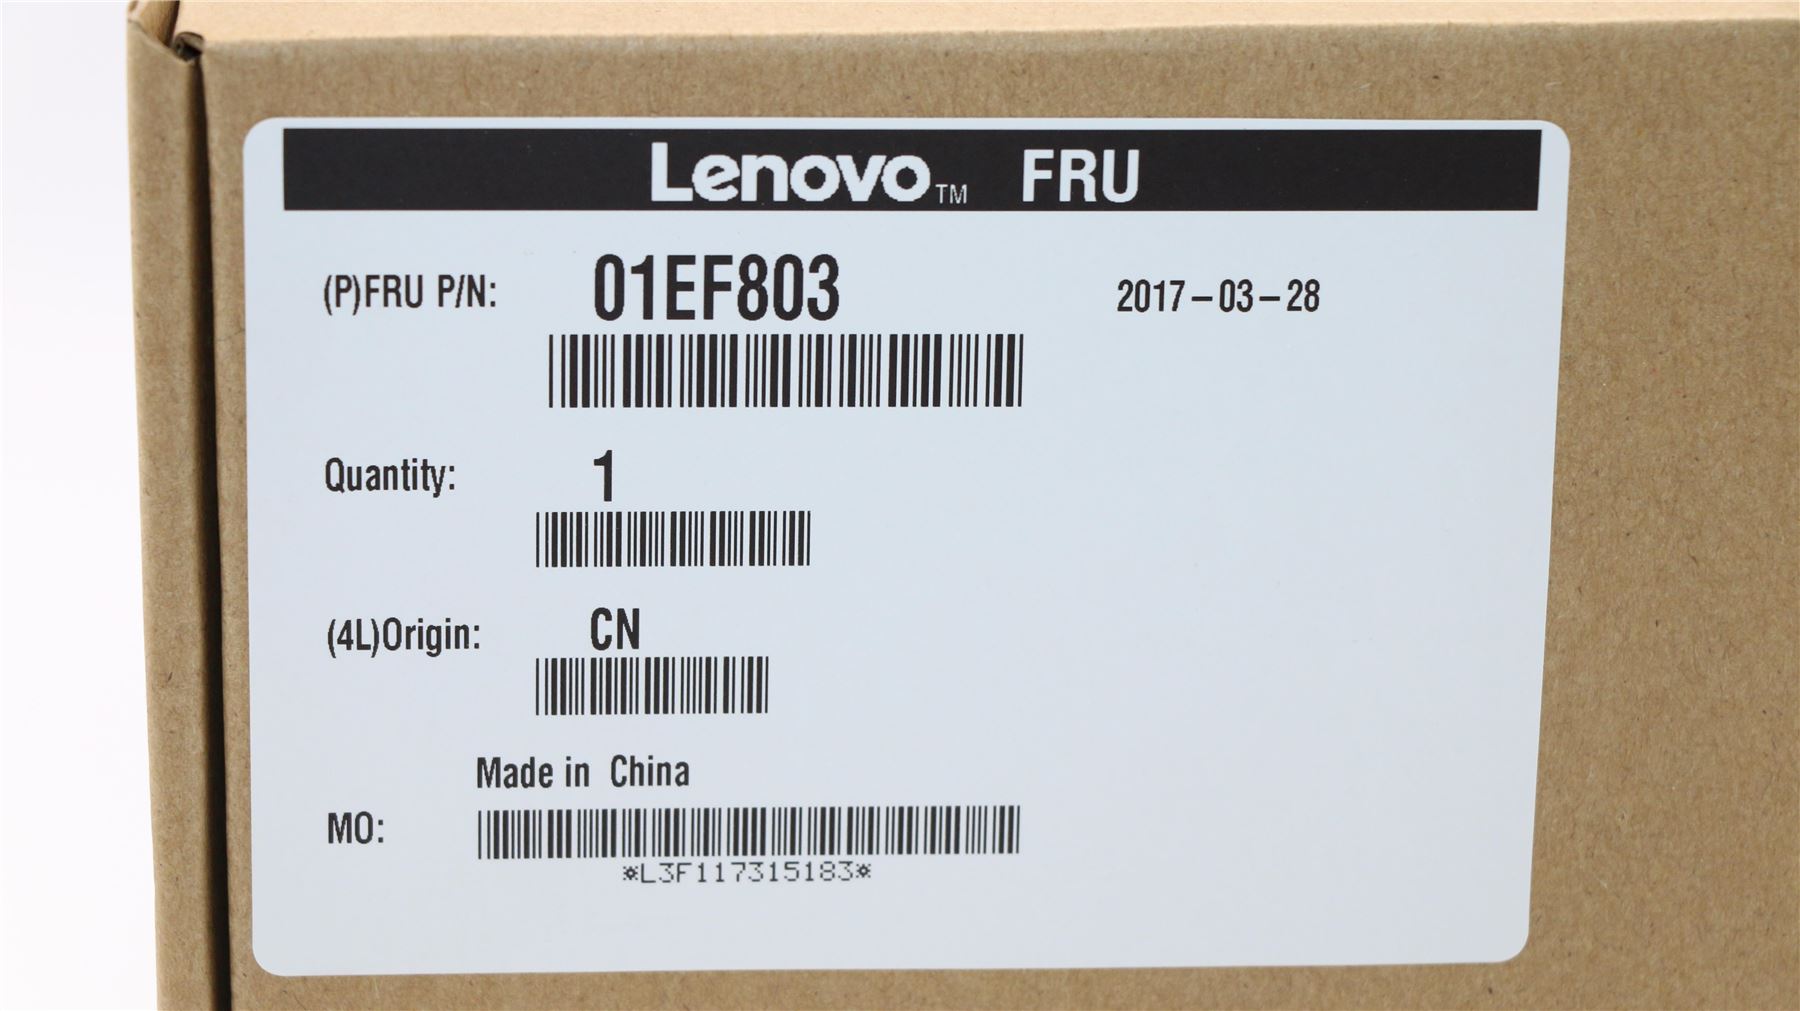 Lenovo™ FRU
(P)FRU P/N: 01EF803 2017-03-28
Quantity: 1
(4L)Origin: CN
Made in China
MO:
*L3F117315183*